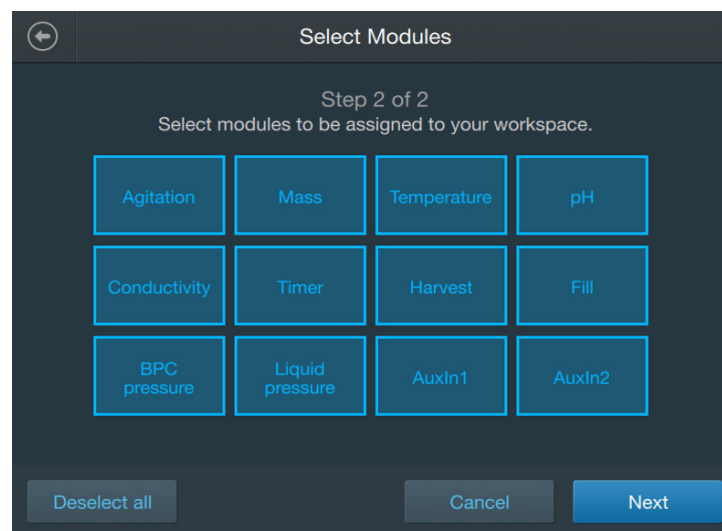 Select Modules
Step 2 of 2
Select modules to be assigned to your workspace.
Agitation
Mass
Temperature
pH
Conductivity
Timer
Harvest
Fill
BPC
pressure
Liquid
pressure
AuxIn1
AuxIn2
Deselect all
Cancel
Next